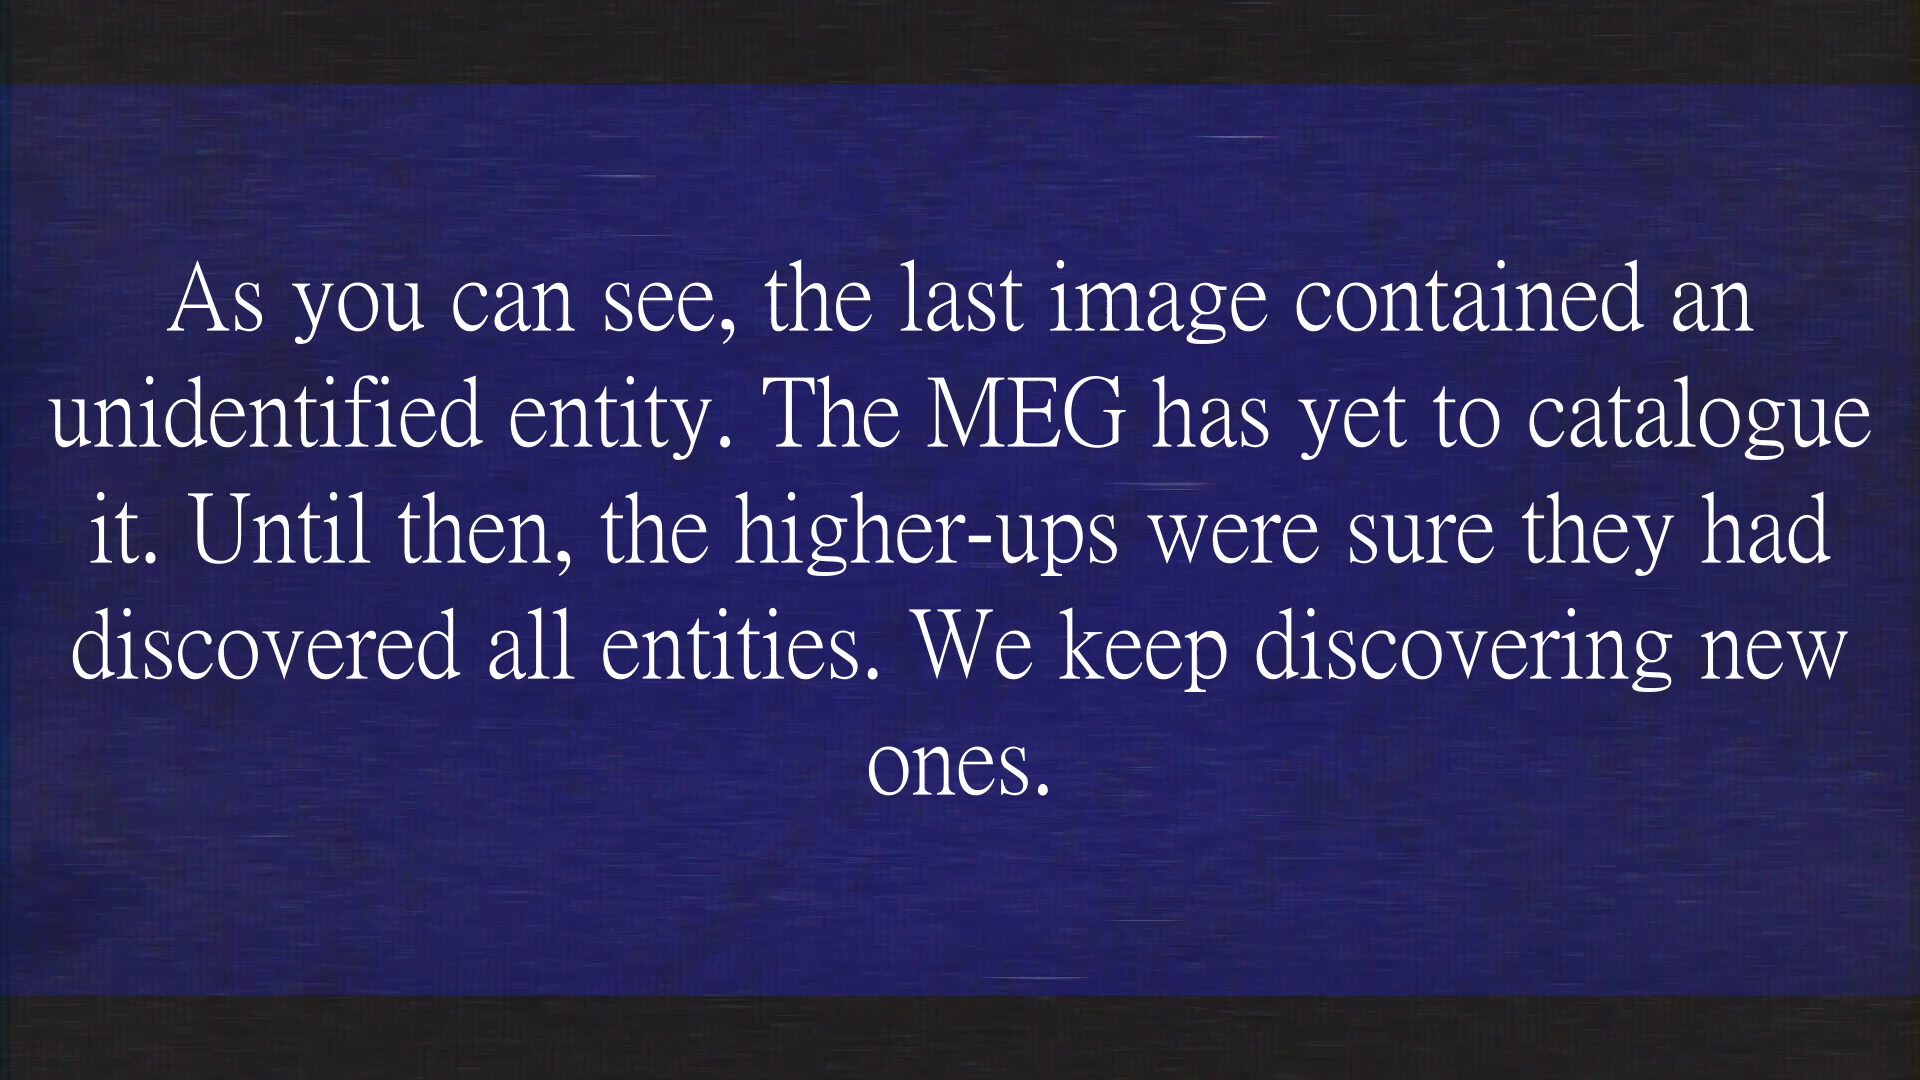 As you can see, the last image contained an
unidentified entity. The MEG has yet to catalogue
it. Until then, the higher-ups were sure they had
discovered all entities. We keep discovering new
ones.